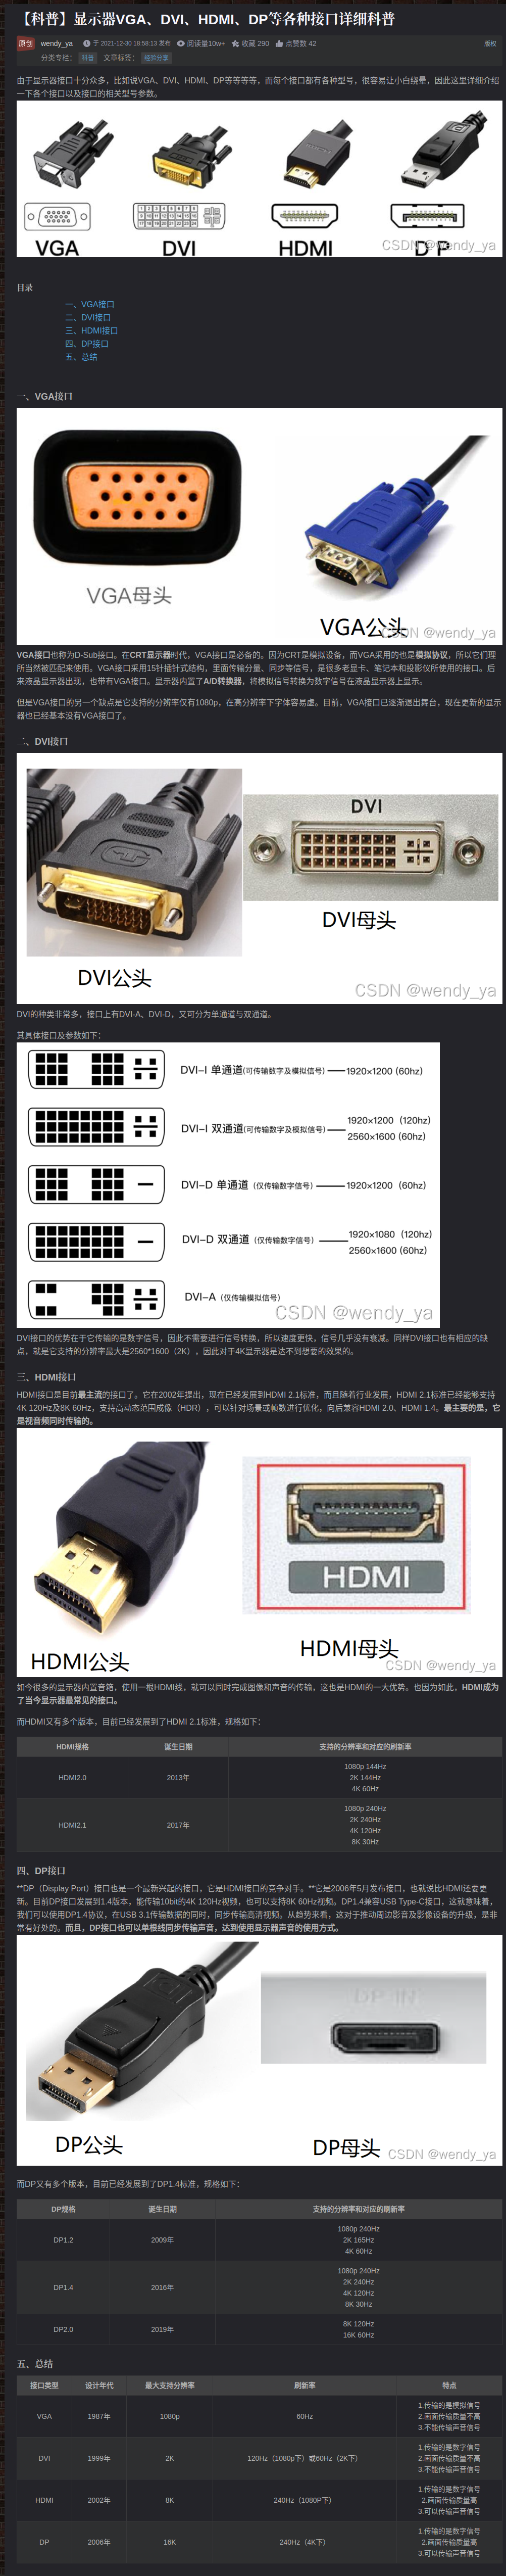 【科普】显示器VGA、DVI、HDMI、DP等各种接口详细科普
原创 wendy_ya 于 2021-12-30 18:58:13 发布 阅读量10w+ 收藏 290 点赞数 42 版权
分类专栏： 科普 文章标签： 经验分享
由于显示器接口十分众多，比如说VGA、DVI、HDMI、DP等等等等，而每个接口都有各种型号，很容易让小白绕晕，因此这里详细介绍
一下各个接口以及接口的相关型号参数。
VGA DVI HDMI DP
CSDN @wendy_ya
目录
一、VGA接口
二、DVI接口
三、HDMI接口
四、DP接口
五、总结
一、VGA接口
VGA母头
VGA公头
CSDN @wendy_ya
VGA接口也称为D-Sub接口。在CRT显示器时代，VGA接口是必备的。因为CRT是模拟设备，而VGA采用的也是模拟协议，所以它们理
所当然被匹配来使用。VGA接口采用15针插针式结构，里面传输分量、同步等信号，是很多老显卡、笔记本和投影仪所使用的接口。后
来液晶显示器出现，也带有VGA接口。显示器内置了A/D转换器，将模拟信号转换为数字信号在液晶显示器上显示。
但是VGA接口的另一个缺点是它支持的分辨率仅有1080p，在高分辨率下字体容易虚。目前，VGA接口已逐渐退出舞台，现在更新的显示
器也已经基本没有VGA接口了。
二、DVI接口
DVI
DVI母头
DVI公头
CSDN @wendy_ya
DVI的种类非常多，接口上有DVI-A、DVI-D，又可分为单通道与双通道。
其具体接口及参数如下：
DVI-I 单通道(可传输数字及模拟信号) 1920×1200 (60hz)
DVI-I 双通道(可传输数字及模拟信号) 1920×1200（120hz）
2560×1600 (60hz)
DVI-D 单通道（仅传输数字信号） 1920×1200（60hz）
DVI-D 双通道（仅传输数字信号） 1920×1080（120hz）
2560×1600 (60hz)
DVI-A（仅传输模拟信号）
CSDN @wendy_ya
DVI接口的优势在于它传输的是数字信号，因此不需要进行信号转换，所以速度更快，信号几乎没有衰减。同样DVI接口也有相应的缺
点，就是它支持的分辨率最大是2560*1600（2K），因此对于4K显示器是达不到想要的效果的。
三、HDMI接口
HDMI接口是目前最主流的接口了。它在2002年提出，现在已经发展到HDMI 2.1标准，而且随着行业发展，HDMI 2.1标准已经能够支持
4K 120Hz及8K 60Hz，支持高动态范围成像（HDR），可以针对场景或帧数进行优化，向后兼容HDMI 2.0、HDMI 1.4。最主要的是，它
是视音频同时传输的。
HDMI
HDMI公头
HDMI母头
CSDN @wendy_ya
如今很多的显示器内置音箱，使用一根HDMI线，就可以同时完成图像和声音的传输，这也是HDMI的一大优势。也因为如此，HDMI成为
了当今显示器最常见的接口。
而HDMI又有多个版本，目前已经发展到了HDMI 2.1标准，规格如下：
HDMI规格 诞生日期 支持的分辨率和对应的刷新率
HDMI2.0 2013年 1080p 144Hz
2K 144Hz
4K 60Hz
HDMI2.1 2017年 1080p 240Hz
2K 240Hz
4K 120Hz
8K 30Hz
四、DP接口
**DP（Display Port）接口也是一个最新兴起的接口，它是HDMI接口的竞争对手。**它是2006年5月发布接口，也就说比HDMI还要更
新。目前DP接口发展到1.4版本，能传输10bit的4K 120Hz视频，也可以支持8K 60Hz视频。DP1.4兼容USB Type-C接口，这就意味着，
我们可以使用DP1.4协议，在USB 3.1传输数据的同时，同步传输高清视频。从趋势来看，这对于推动周边影音及影像设备的升级，是非
常有好处的。而且，DP接口也可以单根线同步传输声音，达到使用显示器声音的使用方式。
DP IN
DP公头
DP母头
CSDN @wendy_ya
而DP又有多个版本，目前已经发展到了DP1.4标准，规格如下：
DP规格 诞生日期 支持的分辨率和对应的刷新率
DP1.2 2009年 1080p 240Hz
2K 165Hz
4K 60Hz
DP1.4 2016年 1080p 240Hz
2K 240Hz
4K 120Hz
8K 30Hz
DP2.0 2019年 8K 120Hz
16K 60Hz
五、总结
接口类型 设计年代 最大支持分辨率 刷新率 特点
VGA 1987年 1080p 60Hz 1.传输的是模拟信号
2.画面传输质量不高
3.不能传输声音信号
DVI 1999年 2K 120Hz（1080p下）或60Hz（2K下） 1.传输的是数字信号
2.画面传输质量不高
3.不能传输声音信号
HDMI 2002年 8K 240Hz（1080P下） 1.传输的是数字信号
2.画面传输质量高
3.可以传输声音信号
DP 2006年 16K 240Hz（4K下） 1.传输的是数字信号
2.画面传输质量高
3.可以传输声音信号